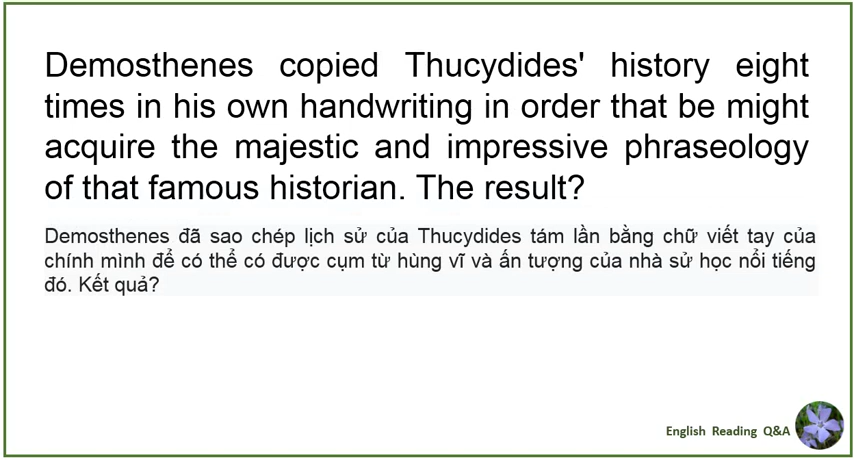 Demosthenes copied Thucydides' history eight
times in his own handwriting in order that be might
acquire the majestic and impressive phraseology
of that famous historian. The result?
Demosthenes đã sao chép lịch sử của Thucydides tám lần bằng chữ viết tay của
chính mình để có thể có được cụm từ hùng vĩ và ấn tượng của nhà sử học nổi tiếng
đó. Kết quả?
English Reading Q&A